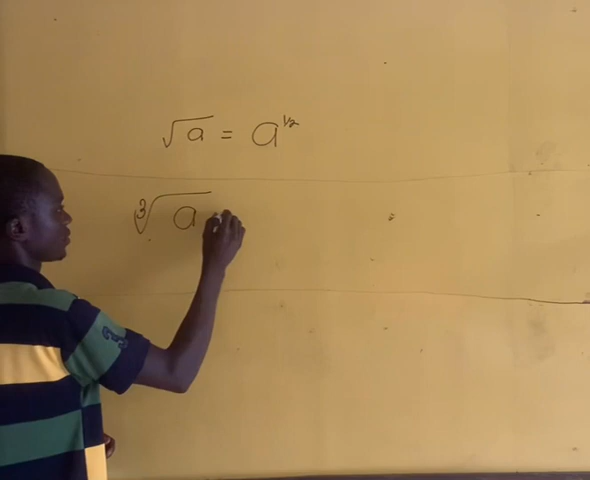 √a = a^½
∛a
3